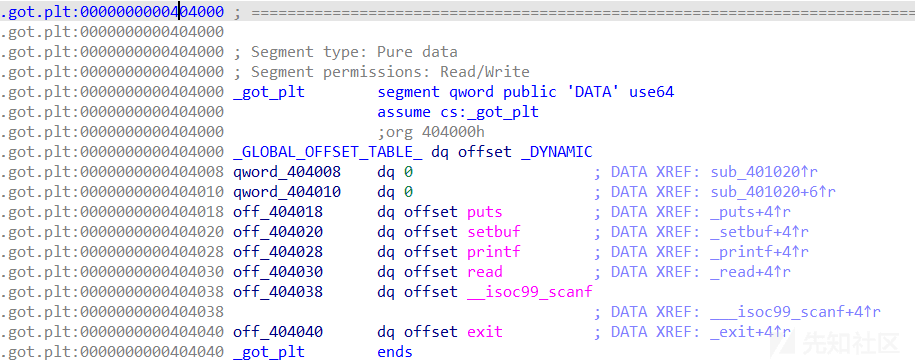 .got.plt:0000000000404000 ; ===========================================================================
.got.plt:0000000000404000
.got.plt:0000000000404000 ; Segment type: Pure data
.got.plt:0000000000404000 ; Segment permissions: Read/Write
.got.plt:0000000000404000 _got_plt segment qword public 'DATA' use64
.got.plt:0000000000404000 assume cs:_got_plt
.got.plt:0000000000404000 ;org 404000h
.got.plt:0000000000404000 _GLOBAL_OFFSET_TABLE_ dq offset _DYNAMIC
.got.plt:0000000000404008 qword_404008 dq 0 ; DATA XREF: sub_401020↑r
.got.plt:0000000000404010 qword_404010 dq 0 ; DATA XREF: sub_401020+6↑r
.got.plt:0000000000404018 off_404018 dq offset puts ; DATA XREF: _puts+4↑r
.got.plt:0000000000404020 off_404020 dq offset setbuf ; DATA XREF: _setbuf+4↑r
.got.plt:0000000000404028 off_404028 dq offset printf ; DATA XREF: _printf+4↑r
.got.plt:0000000000404030 off_404030 dq offset read ; DATA XREF: _read+4↑r
.got.plt:0000000000404038 off_404038 dq offset __isoc99_scanf
.got.plt:0000000000404038 ; DATA XREF: ___isoc99_scanf+4↑r
.got.plt:0000000000404040 off_404040 dq offset exit ; DATA XREF: _exit+4↑r
.got.plt:0000000000404040 _got_plt ends
先知社区